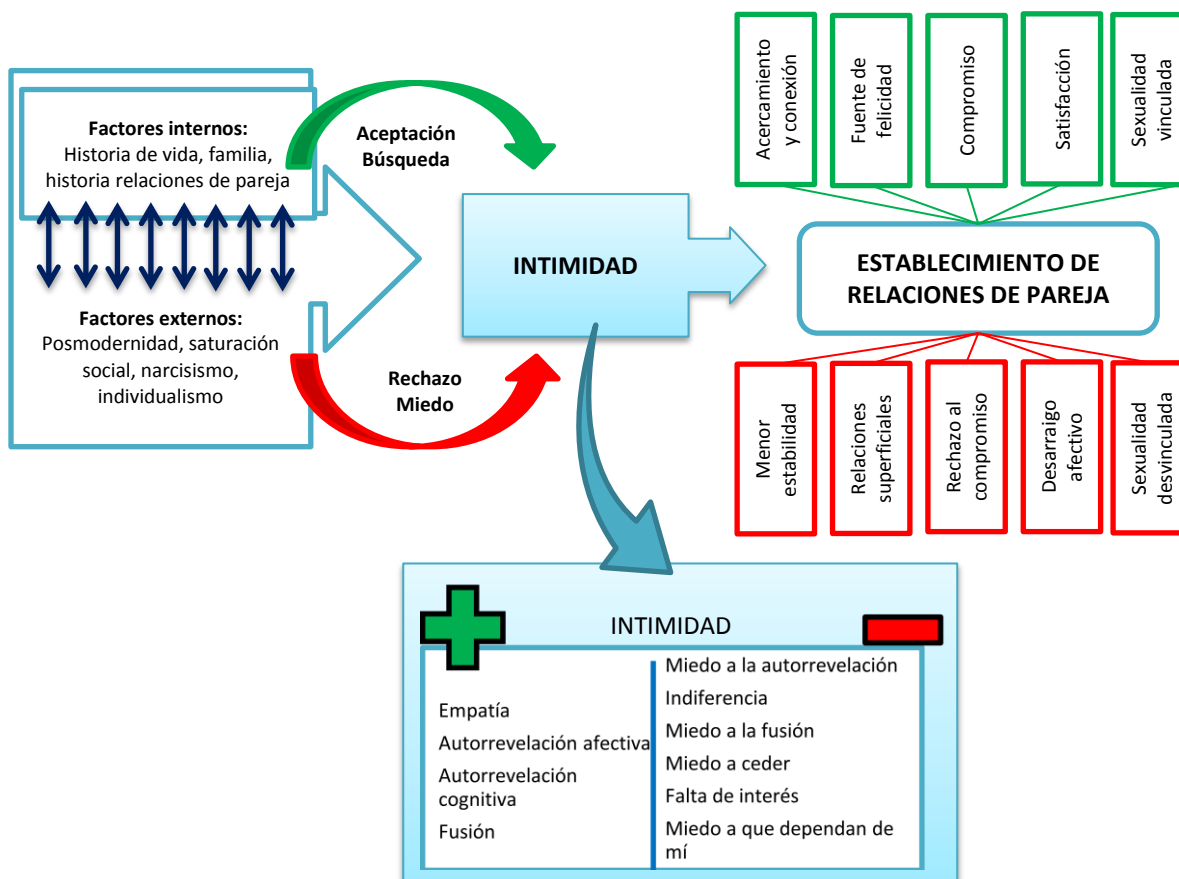 Factores internos:
Historia de vida, familia,
historia relaciones de pareja
Factores externos:
Posmodernidad, saturación
social, narcisismo,
individualismo
Aceptación
Búsqueda
Rechazo
Miedo
INTIMIDAD
Acercamiento
y conexión
Fuente de
felicidad
Compromiso
Satisfacción
Sexualidad
vinculada
ESTABLECIMIENTO DE
RELACIONES DE PAREJA
Menor
estabilidad
Relaciones
superficiales
Rechazo al
compromiso
Desarraigo
afectivo
Sexualidad
desvinculada
INTIMIDAD
Empatía
Autorrevelación afectiva
Autorrevelación
cognitiva
Fusión
Miedo a la autorrevelación
Indiferencia
Miedo a la fusión
Miedo a ceder
Falta de interés
Miedo a que dependan de
mí